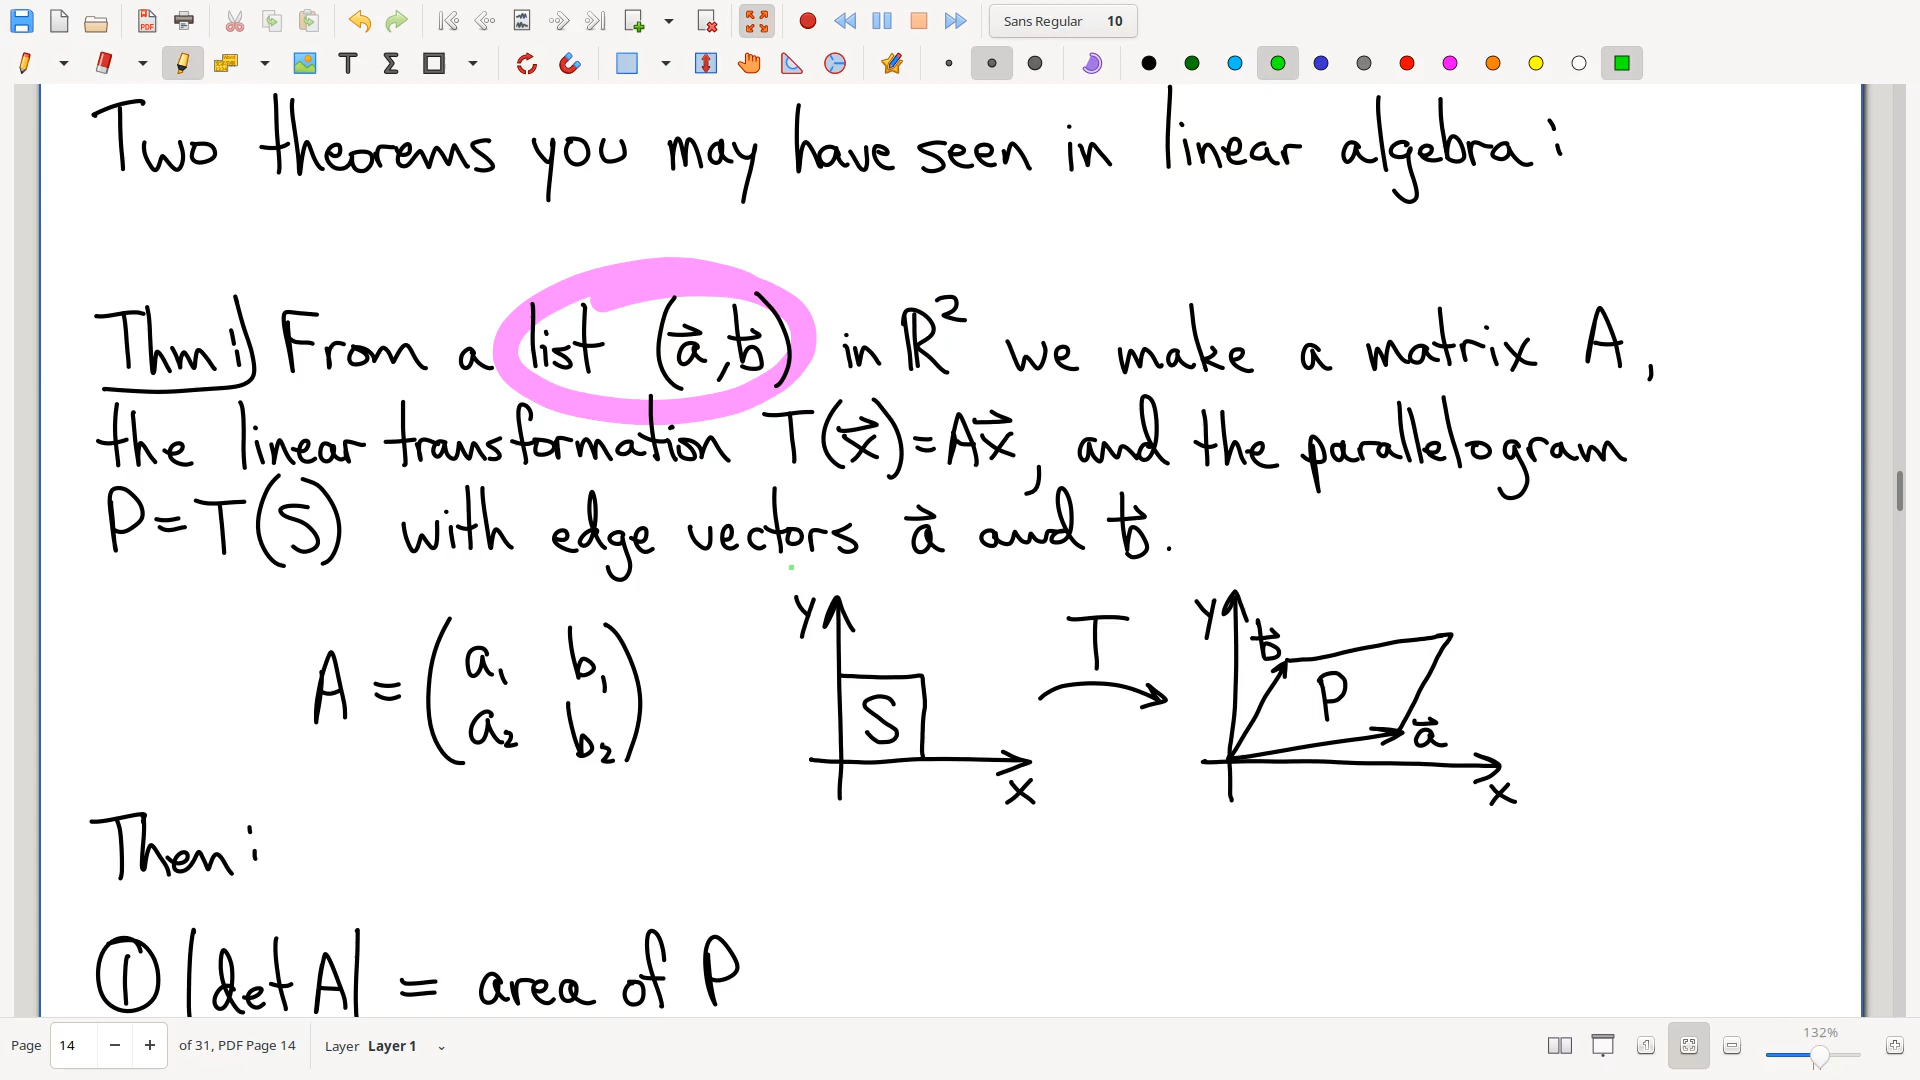 Sans Regular 10
Two theorems you may have seen in linear algebra:
Thm: From a list (a⃗, b⃗) in ℝ² we make a matrix A,
the linear transformation T(x⃗)=Ax⃗, and the parallelogram
P=T(S) with edge vectors a⃗ and b⃗.
A = (a₁ b₁
a₂ b₂)
y S x
T
y b⃗ P a⃗ x
Then:
① |det A| = area of P
Page 14 − + of 31, PDF Page 14 Layer Layer 1 132%